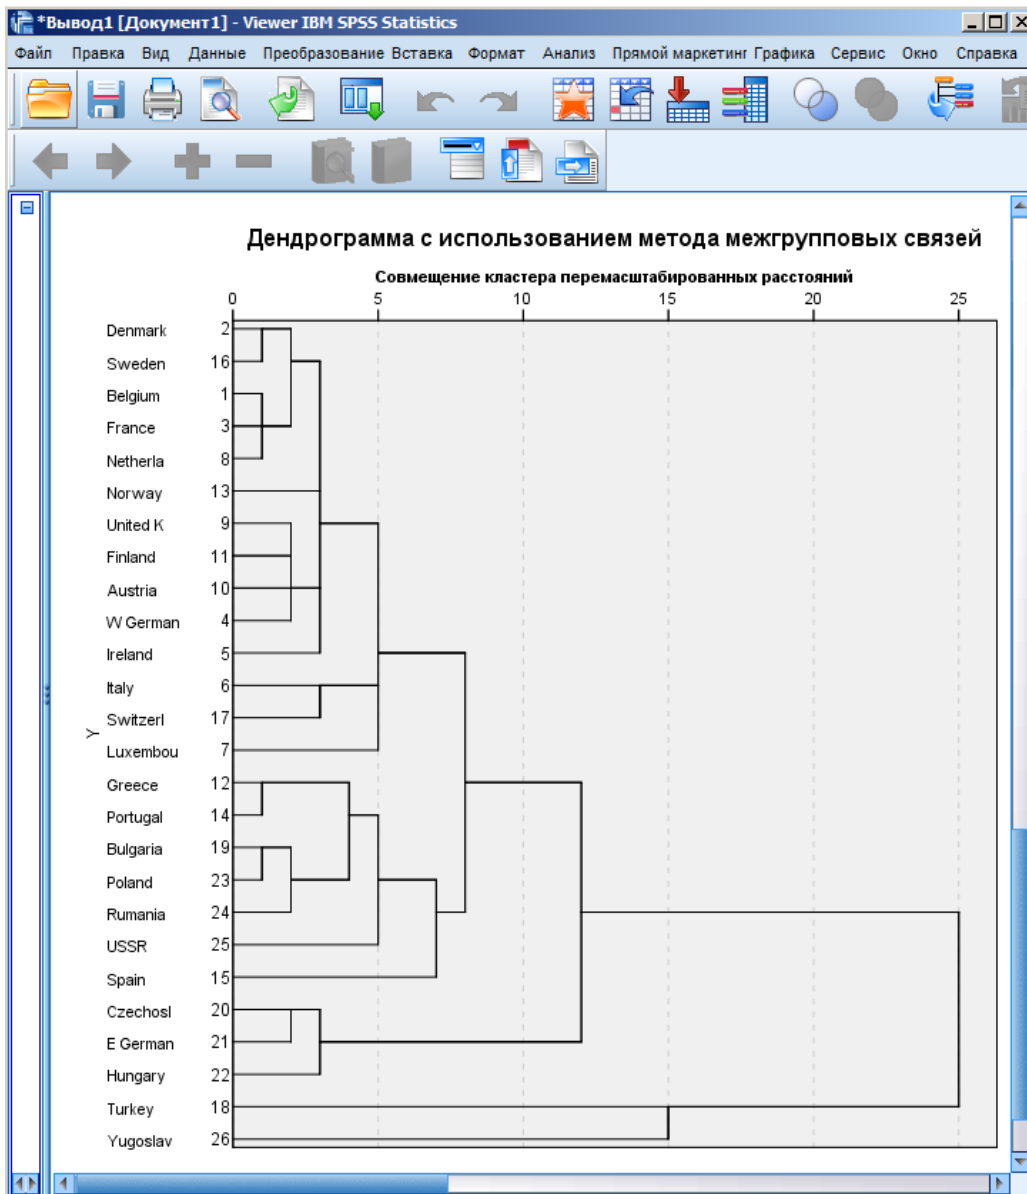 *Вывод1 [Документ1] - Viewer IBM SPSS Statistics
Файл Правка Вид Данные Преобразование Вставка Формат Анализ Прямой маркетинг Графика Сервис Окно Справка
Дендрограмма с использованием метода межгрупповых связей
Совмещение кластера перемасштабированных расстояний
0 5 10 15 20 25
Denmark 2
Sweden 16
Belgium 1
France 3
Netherla 8
Norway 13
United K 9
Finland 11
Austria 10
W German 4
Ireland 5
Italy 6
Switzerl 17
Y
Luxembou 7
Greece 12
Portugal 14
Bulgaria 19
Poland 23
Rumania 24
USSR 25
Spain 15
Czechosl 20
E German 21
Hungary 22
Turkey 18
Yugoslav 26